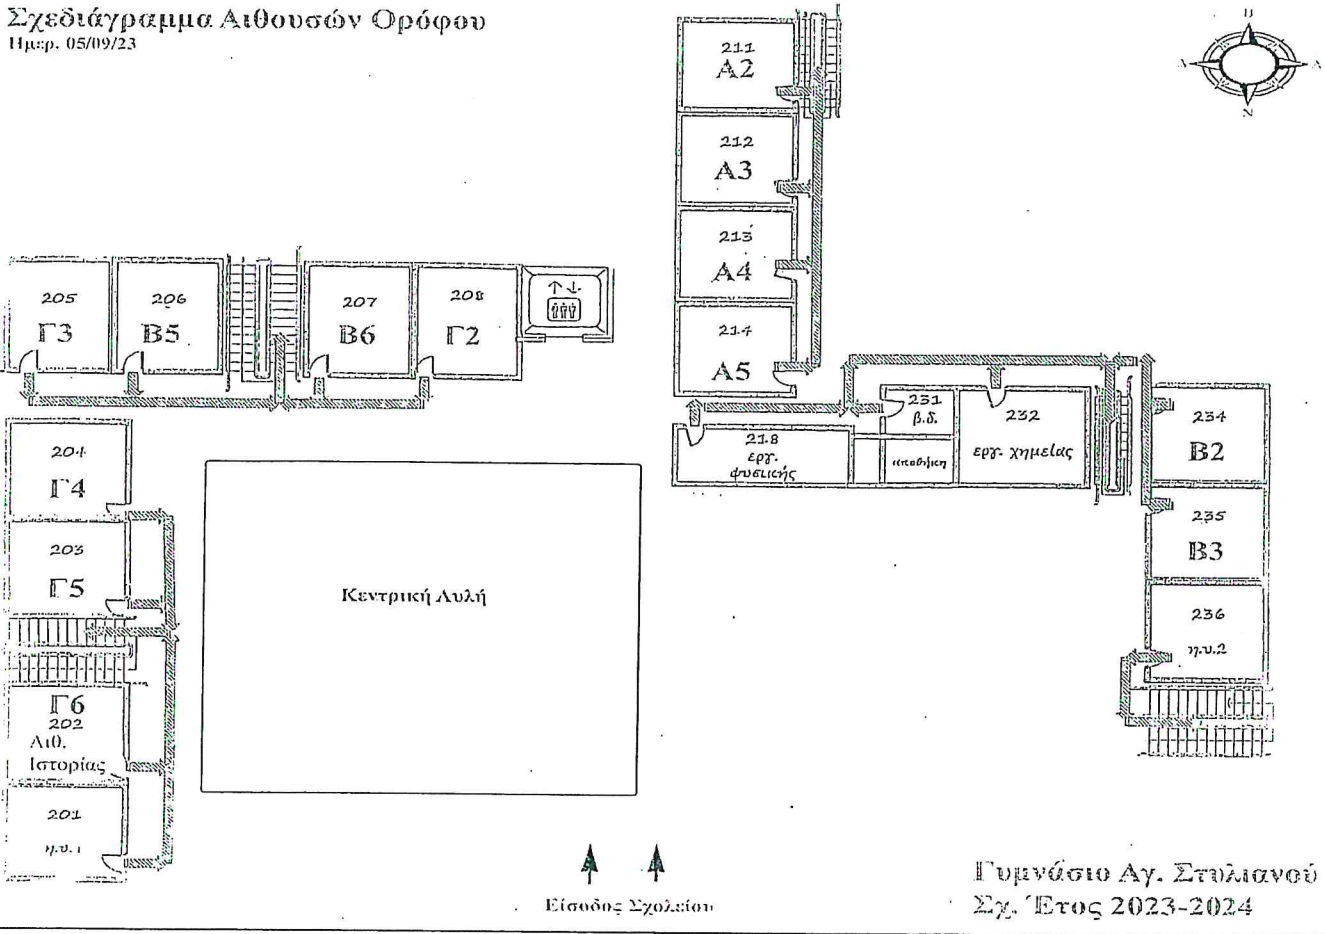 Σχεδιάγραμμα Αιθουσών Ορόφου
Ημερ. 05/09/23
Β
Δ
Α
Ν
211
Α2
212
Α3
213
Α4
214
Α5
205
Γ3
206
Β5
207
Β6
208
Γ2
231
β.δ.
232
εργ. χημείας
218
εργ.
φυσικής
αποθήκη
234
Β2
235
Β3
236
η.υ.2
204
Γ4
203
Γ5
Γ6
202
Αιθ.
Ιστορίας
201
η.υ.1
Κεντρική Αυλή
Είσοδος Σχολείου
Γυμνάσιο Αγ. Στυλιανού
Σχ. Έτος 2023-2024